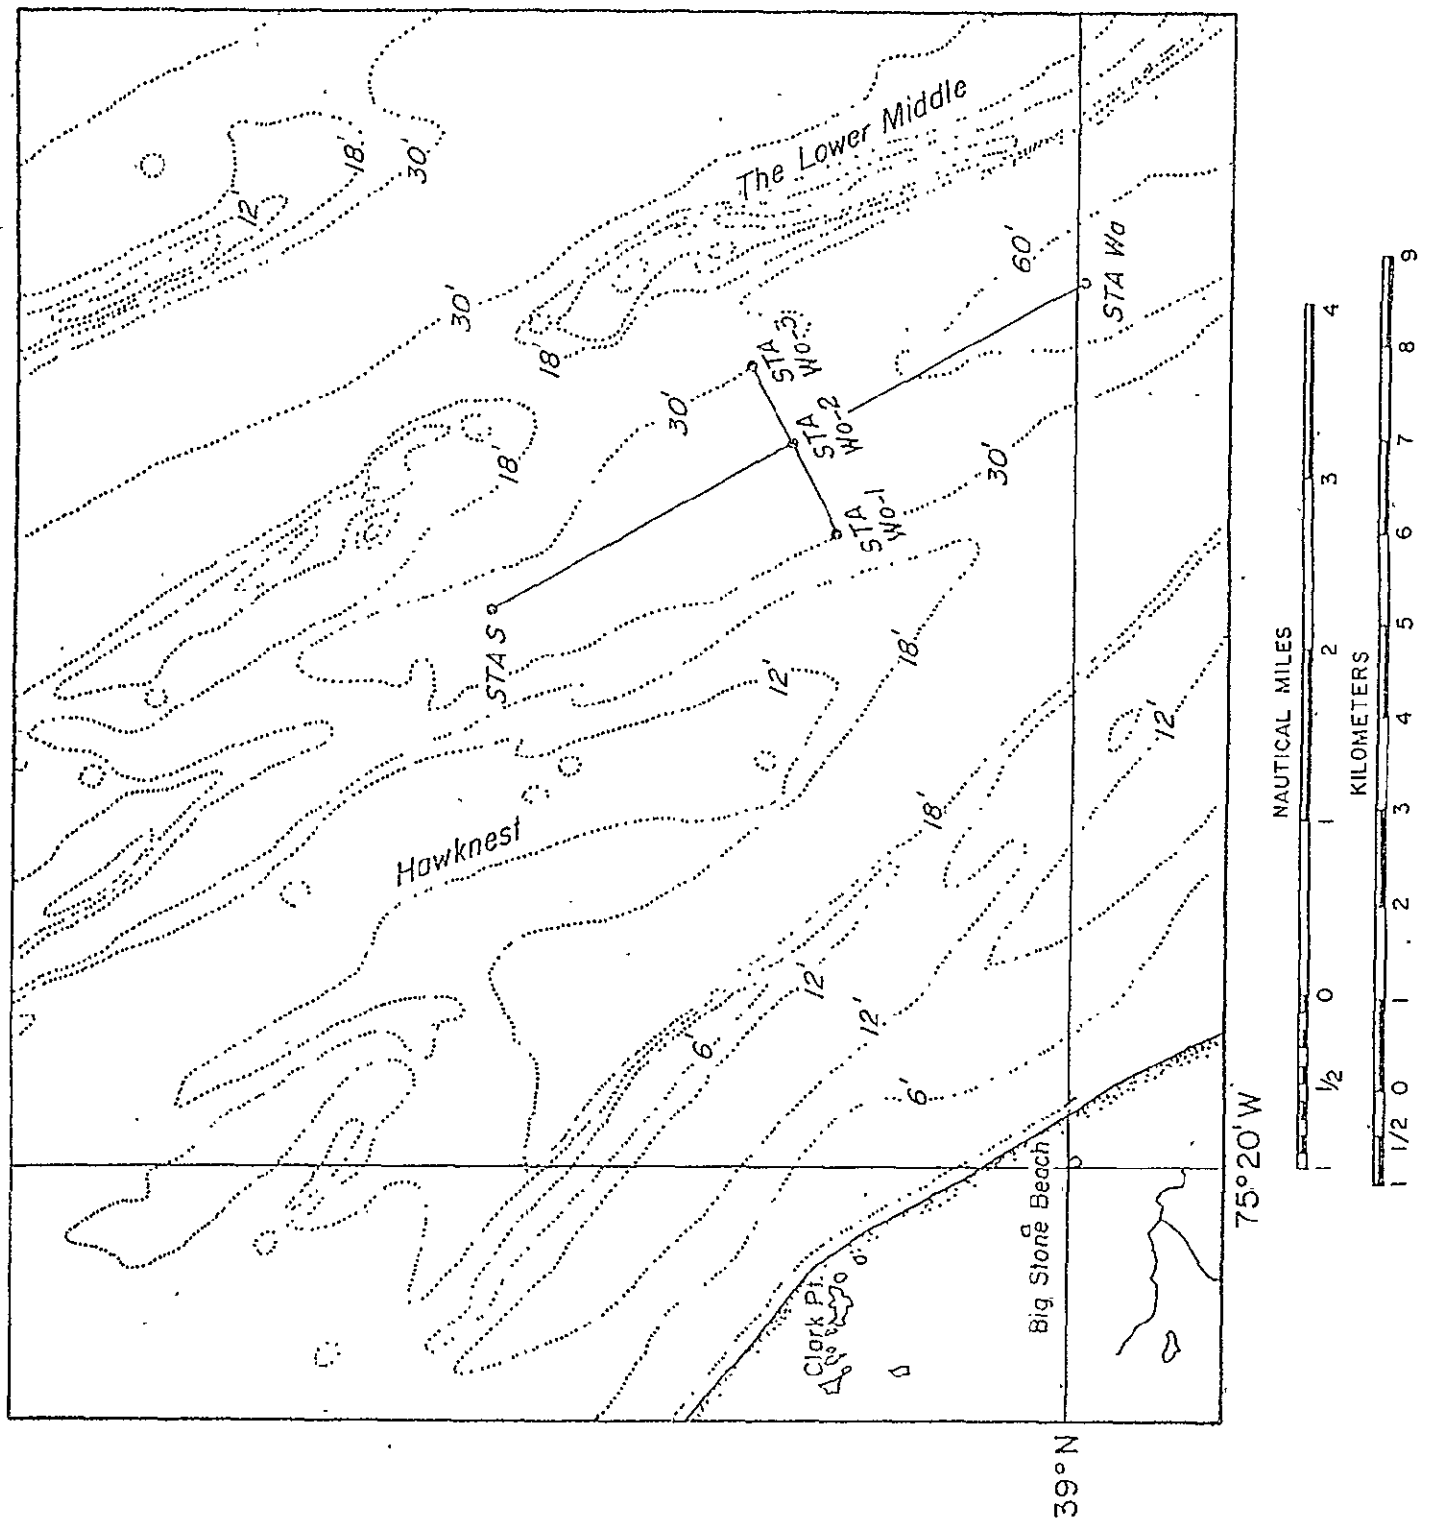 12'
18'
30'
The Lower Middle
30'
18'
60'
STA Wa
STA
Wo-3
30'
STA
Wo-2
18'
30'
STA
Wo-1
STA S
12'
18'
12'
Hawknest
18'
12'
12'
6'
6'
Clark Pt.
Big Stone Beach
39°N
75°20'W
NAUTICAL MILES
1 1/2 0 1 2 3 4
KILOMETERS
1 1/2 0 1 2 3 4 5 6 7 8 9